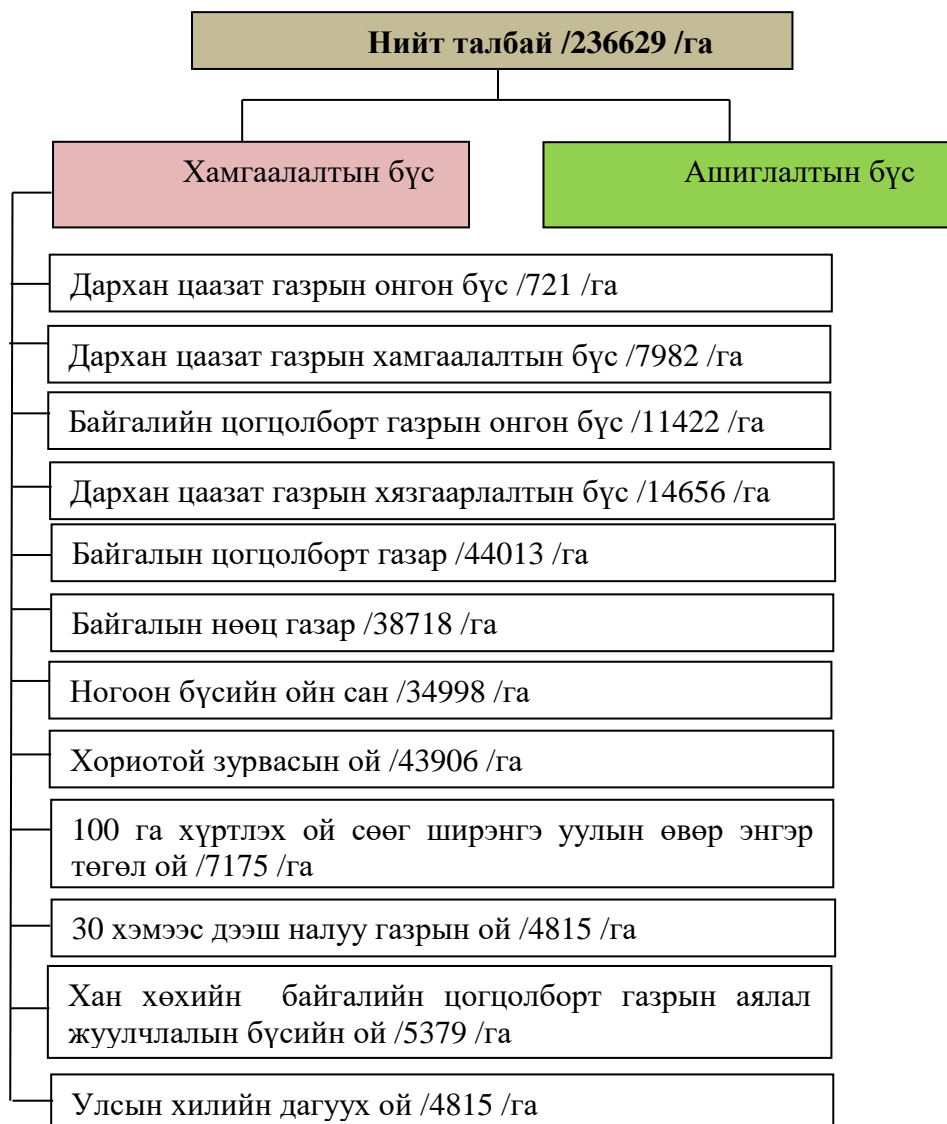 Нийт талбай /236629 /га
Хамгаалалтын бүс
Ашиглалтын бүс
Дархан цаазат газрын онгон бүс /721 /га
Дархан цаазат газрын хамгаалалтын бүс /7982 /га
Байгалийн цогцолборт газрын онгон бүс /11422 /га
Дархан цаазат газрын хязгаарлалтын бүс /14656 /га
Байгалын цогцолборт газар /44013 /га
Байгалын нөөц газар /38718 /га
Ногоон бүсийн ойн сан /34998 /га
Хориотой зурвасын ой /43906 /га
100 га хүртлэх ой сөөг ширэнгэ уулын өвөр энгэр
төгөл ой /7175 /га
30 хэмээс дээш налуу газрын ой /4815 /га
Хан хөхийн байгалийн цогцолборт газрын аялал
жуулчлалын бүсийн ой /5379 /га
Улсын хилийн дагуух ой /4815 /га